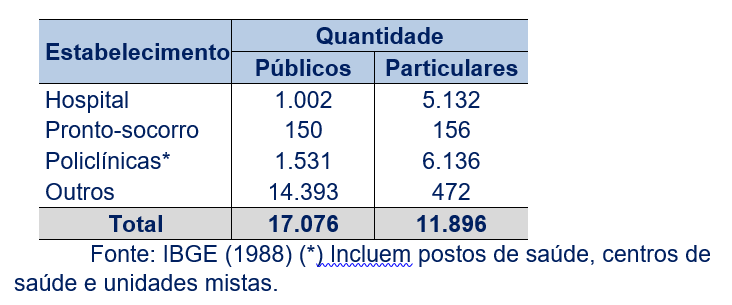 Quantidade
Estabelecimento
Públicos Particulares
Hospital 1.002 5.132
Pronto-socorro 150 156
Policlínicas* 1.531 6.136
Outros 14.393 472
Total 17.076 11.896
Fonte: IBGE (1988) (*) Incluem postos de saúde, centros de
saúde e unidades mistas.